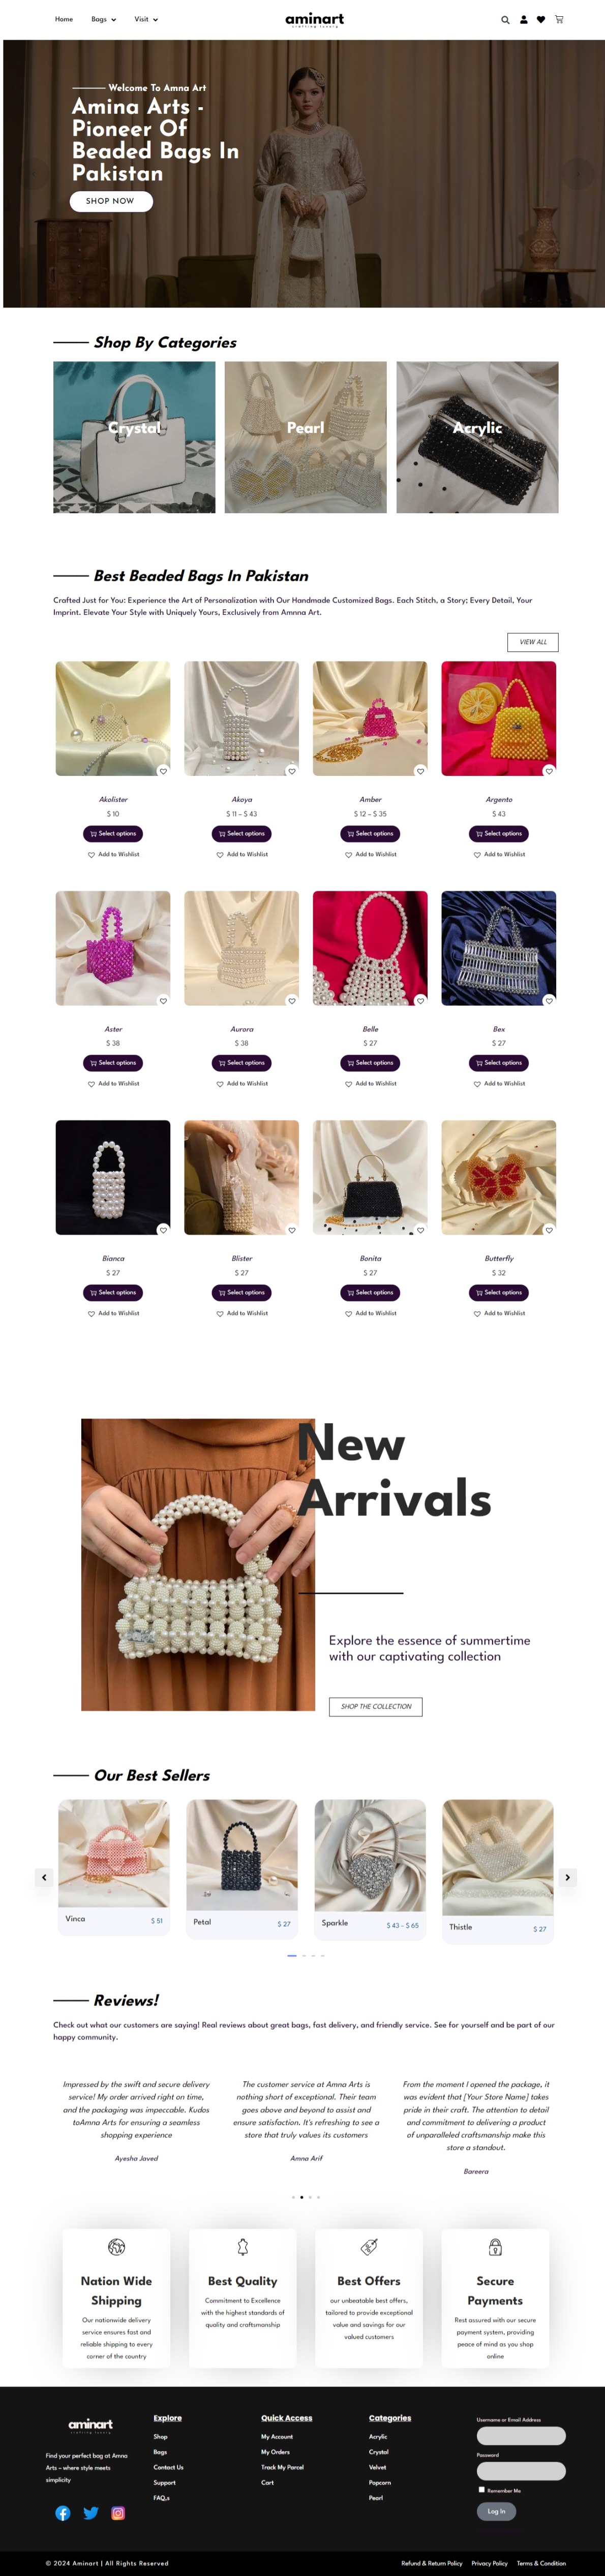 Home Bags Visit
aminart
crafting luxury
Welcome To Amna Art
Amina Arts -
Pioneer Of
Beaded Bags In
Pakistan
SHOP NOW
Shop By Categories
Crystal Pearl Acrylic
Best Beaded Bags In Pakistan
Crafted Just for You: Experience the Art of Personalization with Our Handmade Customized Bags. Each Stitch, a Story; Every Detail, Your
Imprint. Elevate Your Style with Uniquely Yours, Exclusively from Amnna Art.
VIEW ALL
Akolister Akoya Amber Argento
$ 10 $ 11 – $ 43 $ 12 – $ 35 $ 43
Select options Select options Select options Select options
Add to Wishlist Add to Wishlist Add to Wishlist Add to Wishlist
Aster Aurora Belle Bex
$ 38 $ 38 $ 27 $ 27
Select options Select options Select options Select options
Add to Wishlist Add to Wishlist Add to Wishlist Add to Wishlist
Bianca Blister Bonita Butterfly
$ 27 $ 27 $ 27 $ 32
Select options Select options Select options Select options
Add to Wishlist Add to Wishlist Add to Wishlist Add to Wishlist
New
Arrivals
Explore the essence of summertime
with our captivating collection
SHOP THE COLLECTION
Our Best Sellers
Vinca $ 51
Petal $ 27
Sparkle $ 43 – $ 65
Thistle $ 27
Reviews!
Check out what our customers are saying! Real reviews about great bags, fast delivery, and friendly service. See for yourself and be part of our
happy community.
Impressed by the swift and secure delivery
service! My order arrived right on time,
and the packaging was impeccable. Kudos
toAmna Arts for ensuring a seamless
shopping experience
Ayesha Javed
The customer service at Amna Arts is
nothing short of exceptional. Their team
goes above and beyond to assist and
ensure satisfaction. It's refreshing to see a
store that truly values its customers
Amna Arif
From the moment I opened the package, it
was evident that [Your Store Name] takes
pride in their craft. The attention to detail
and commitment to delivering a product
of unparalleled craftsmanship make this
store a standout.
Bareera
Nation Wide
Shipping
Our nationwide delivery
service ensures fast and
reliable shipping to every
corner of the country
Best Quality
Commitment to Excellence
with the highest standards of
quality and craftsmanship
Best Offers
our unbeatable best offers,
tailored to provide exceptional
value and savings for our
valued customers
Secure
Payments
Rest assured with our secure
payment system, providing
peace of mind as you shop
online
aminart
crafting luxury
Find your perfect bag at Amna
Arts – where style meets
simplicity
Explore
Shop
Bags
Contact Us
Support
FAQ,s
Quick Access
My Account
My Orders
Track My Parcel
Cart
Categories
Acrylic
Crystal
Velvet
Popcorn
Pearl
Username or Email Address
Password
Remember Me
Log In
© 2024 Aminart | All Rights Reserved
Refund & Return Policy Privacy Policy Terms & Condition